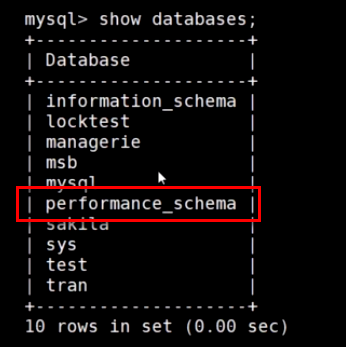 mysql> show databases;
+--------------------+
| Database           |
+--------------------+
| information_schema |
| locktest           |
| managerie          |
| msb                |
| mysql              |
| performance_schema |
| sakila             |
| sys                |
| test               |
| tran               |
+--------------------+
10 rows in set (0.00 sec)